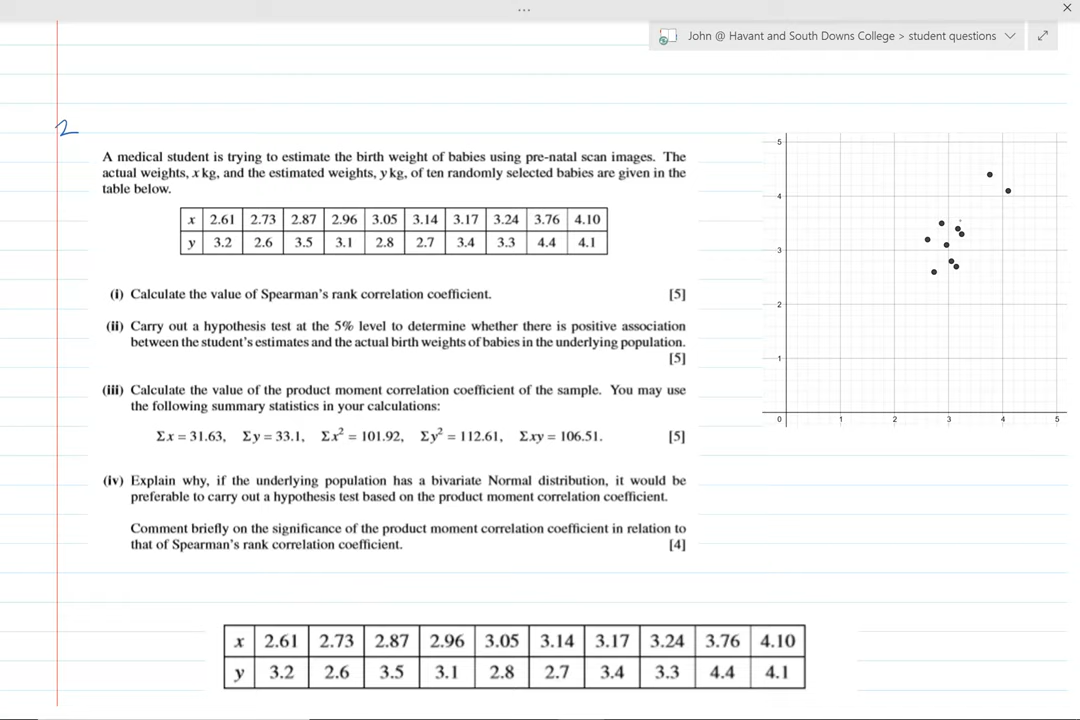 John @ Havant and South Downs College > student questions
2
A medical student is trying to estimate the birth weight of babies using pre-natal scan images. The
actual weights, x kg, and the estimated weights, y kg, of ten randomly selected babies are given in the
table below.
x 2.61 2.73 2.87 2.96 3.05 3.14 3.17 3.24 3.76 4.10
y 3.2 2.6 3.5 3.1 2.8 2.7 3.4 3.3 4.4 4.1
(i) Calculate the value of Spearman's rank correlation coefficient. [5]
(ii) Carry out a hypothesis test at the 5% level to determine whether there is positive association
between the student's estimates and the actual birth weights of babies in the underlying population.
[5]
(iii) Calculate the value of the product moment correlation coefficient of the sample. You may use
the following summary statistics in your calculations:
Σx = 31.63, Σy = 33.1, Σx² = 101.92, Σy² = 112.61, Σxy = 106.51. [5]
(iv) Explain why, if the underlying population has a bivariate Normal distribution, it would be
preferable to carry out a hypothesis test based on the product moment correlation coefficient.
Comment briefly on the significance of the product moment correlation coefficient in relation to
that of Spearman's rank correlation coefficient. [4]
5
4
3
2
1
0 1 2 3 4 5
x 2.61 2.73 2.87 2.96 3.05 3.14 3.17 3.24 3.76 4.10
y 3.2 2.6 3.5 3.1 2.8 2.7 3.4 3.3 4.4 4.1